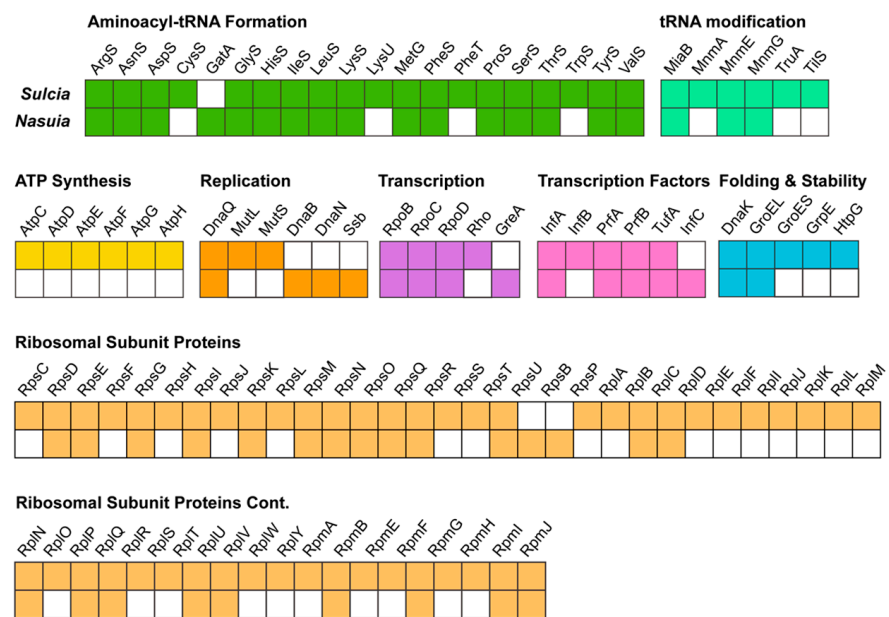 Aminoacyl-tRNA Formation tRNA modification
ArgS AsnS AspS CysS GatA GlyS HisS IleS LeuS LysS LysU MetG PheS PheT ProS SerS ThrS TrpS TyrS ValS MiaB MnmA MnmE MnmG TruA TilS
Sulcia
Nasuia
ATP Synthesis Replication Transcription Transcription Factors Folding & Stability
AtpC AtpD AtpE AtpF AtpG AtpH DnaQ MutL MutS DnaB DnaN Ssb RpoB RpoC RpoD Rho GreA InfA InfB PrfA PrfB TufA InfC DnaK GroEL GroES GrpE HtpG
Ribosomal Subunit Proteins
RpsC RpsD RpsE RpsF RpsG RpsH RpsI RpsJ RpsK RpsL RpsM RpsN RpsO RpsQ RpsR RpsS RpsT RpsU RpsB RpsP RplA RplB RplC RplD RplE RplF RplI RplJ RplK RplL RplM
Ribosomal Subunit Proteins Cont.
RplN RplO RplP RplQ RplR RplS RplT RplU RplV RplW RplY RpmA RpmB RpmE RpmF RpmG RpmH RpmI RpmJ